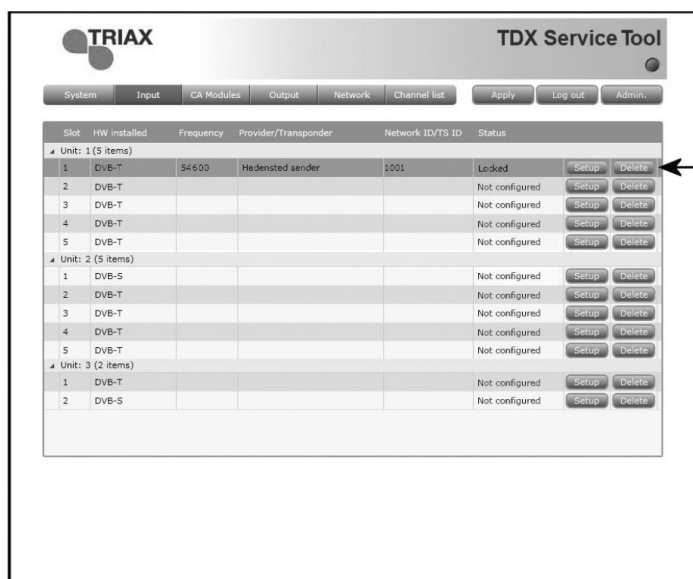 TRIAX
TDX Service Tool
System Input CA Modules Output Network Channel list Apply Log out Admin.
Slot HW installed Frequency Provider/Transponder Network ID/TS ID Status
Unit: 1 (5 items)
1 DVB-T 54600 Hedensted sender 1001 Locked Setup Delete
2 DVB-T Not configured Setup Delete
3 DVB-T Not configured Setup Delete
4 DVB-T Not configured Setup Delete
5 DVB-T Not configured Setup Delete
Unit: 2 (5 items)
1 DVB-S Not configured Setup Delete
2 DVB-T Not configured Setup Delete
3 DVB-T Not configured Setup Delete
4 DVB-T Not configured Setup Delete
5 DVB-T Not configured Setup Delete
Unit: 3 (2 items)
1 DVB-T Not configured Setup Delete
2 DVB-S Not configured Setup Delete